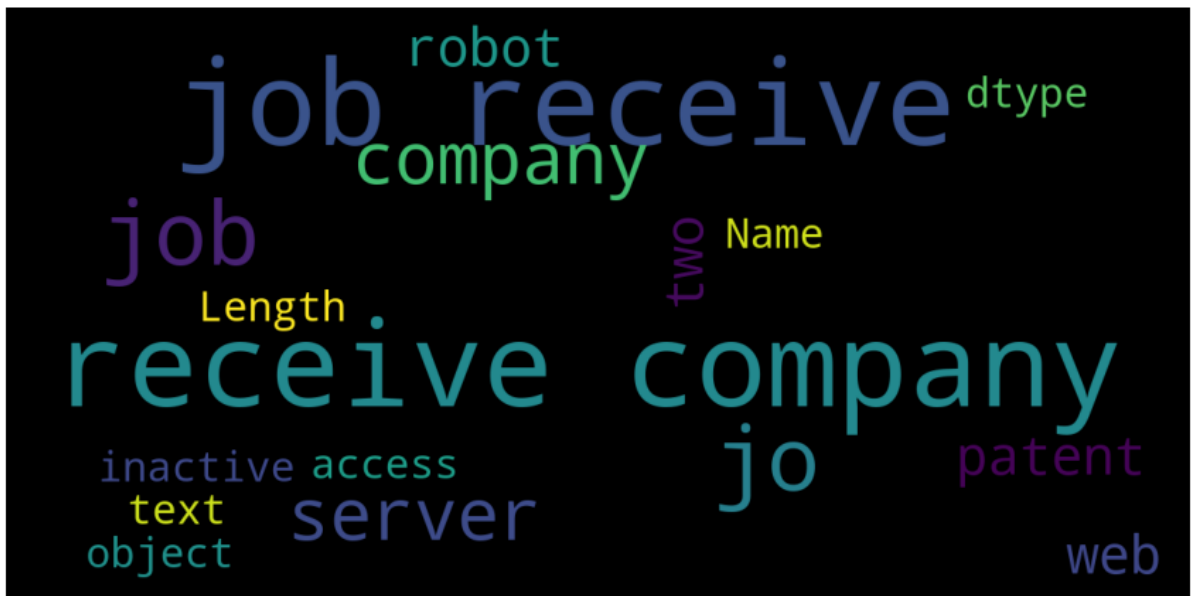 robot
job receive
dtype
company
job
two
Name
Length
receive company
jo
patent
inactive
access
text
server
object
web